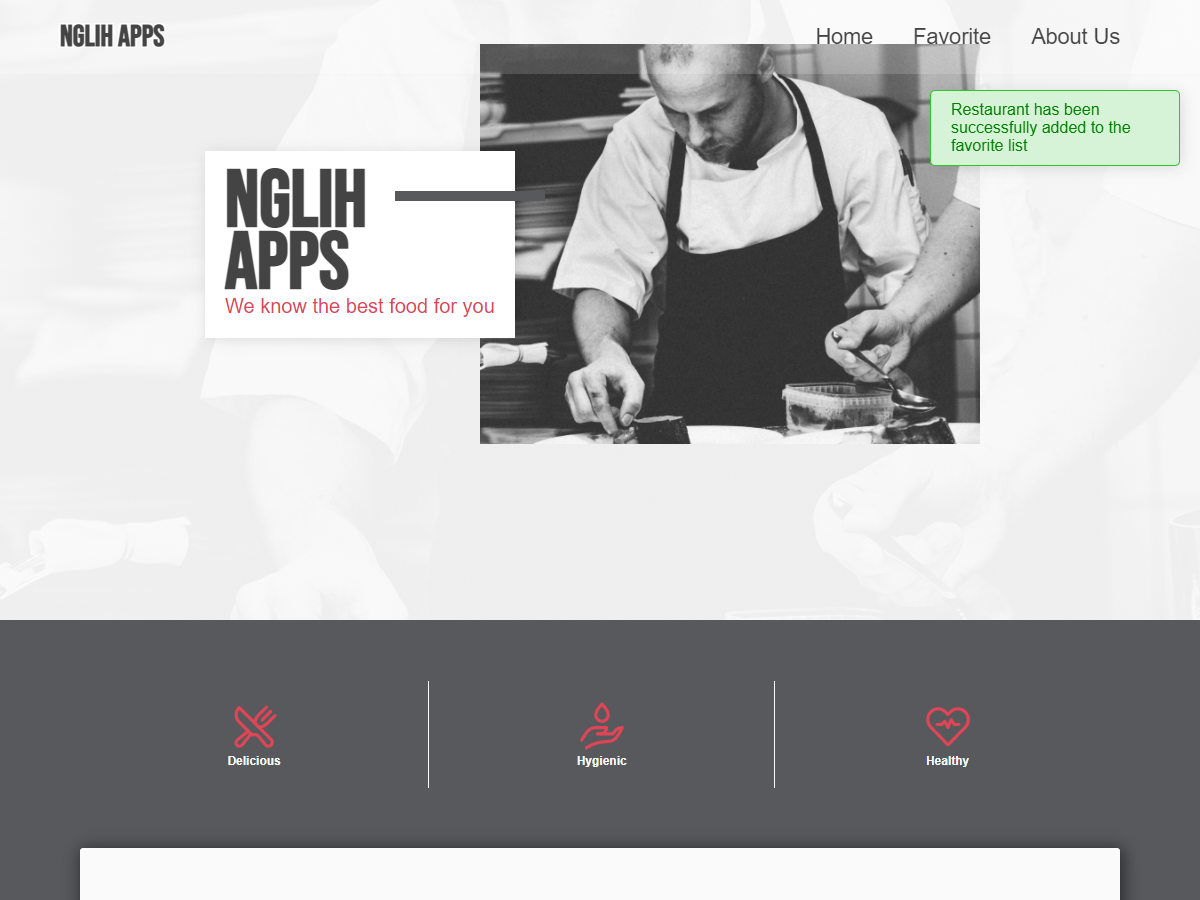 NGLIH APPS
Home
Favorite
About Us
Restaurant has been
successfully added to the
favorite list
NGLIH
APPS
We know the best food for you
Delicious
Hygienic
Healthy